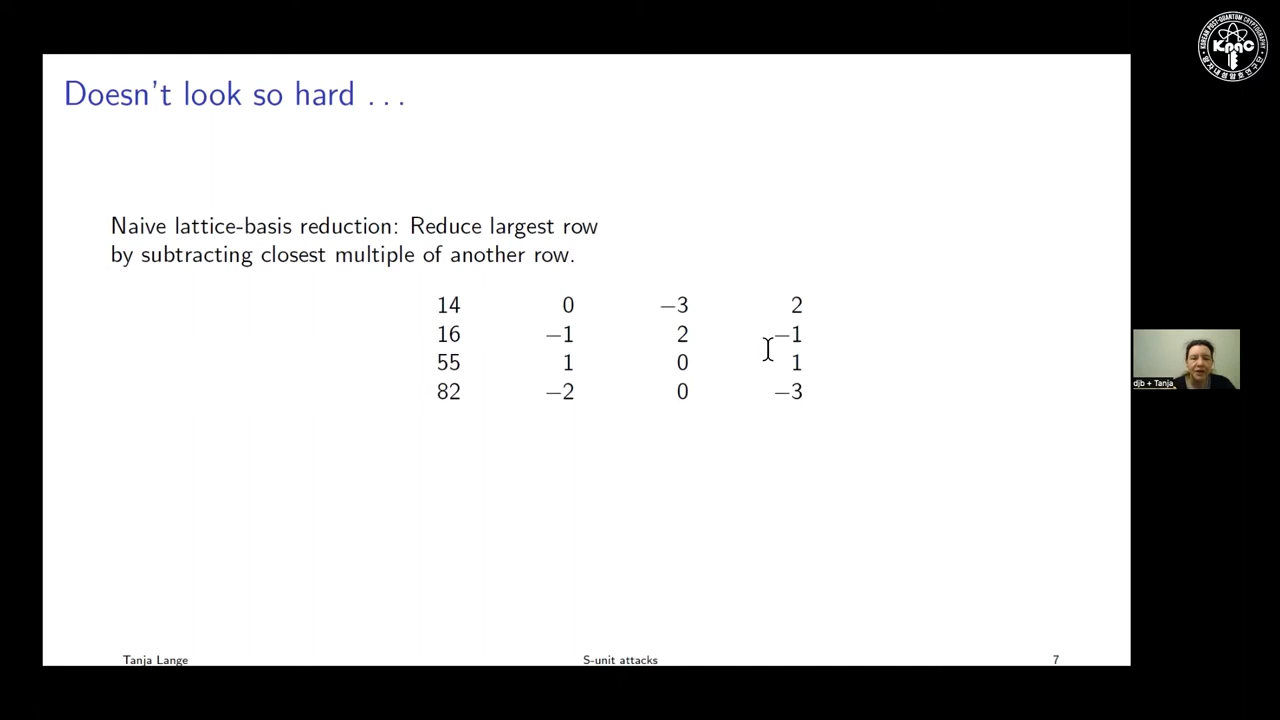 Doesn't look so hard . . .
Naive lattice-basis reduction: Reduce largest row
by subtracting closest multiple of another row.
14 0 −3 2
16 −1 2 −1
55 1 0 1
82 −2 0 −3
djb + Tanja
Tanja Lange S-unit attacks 7
KPQC